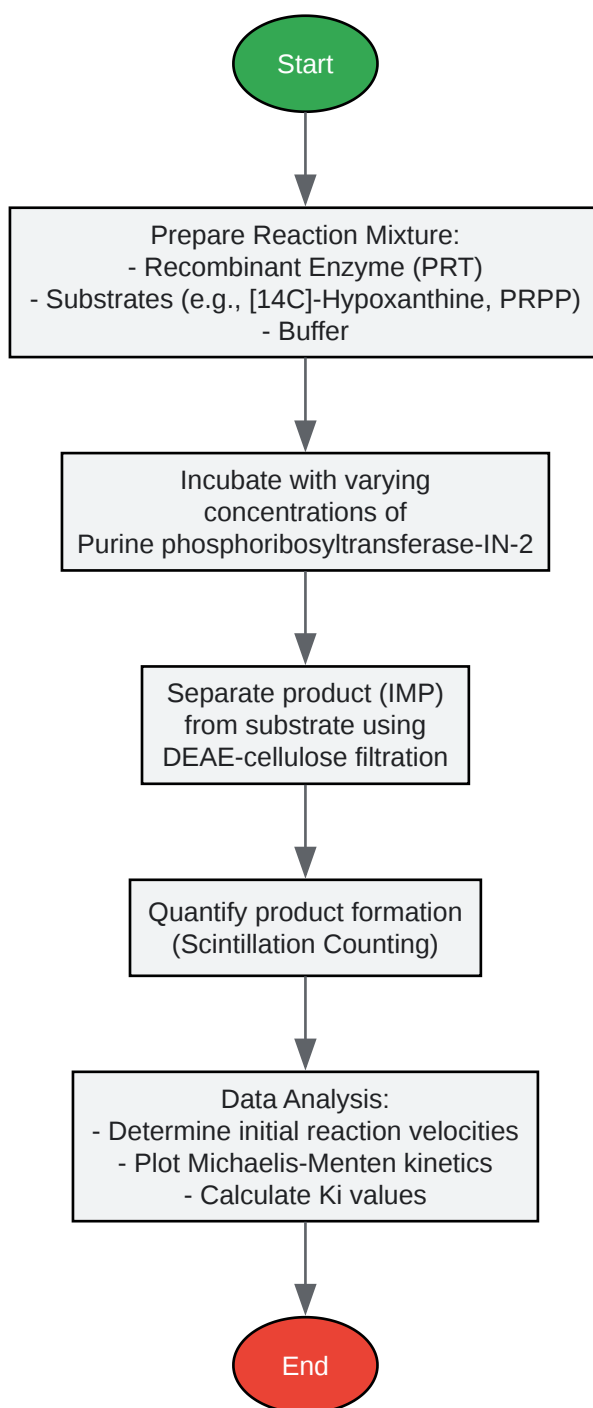 Start
Prepare Reaction Mixture:
- Recombinant Enzyme (PRT)
- Substrates (e.g., [14C]-Hypoxanthine, PRPP)
- Buffer
Incubate with varying
concentrations of
Purine phosphoribosyltransferase-IN-2
Separate product (IMP)
from substrate using
DEAE-cellulose filtration
Quantify product formation
(Scintillation Counting)
Data Analysis:
- Determine initial reaction velocities
- Plot Michaelis-Menten kinetics
- Calculate Ki values
End